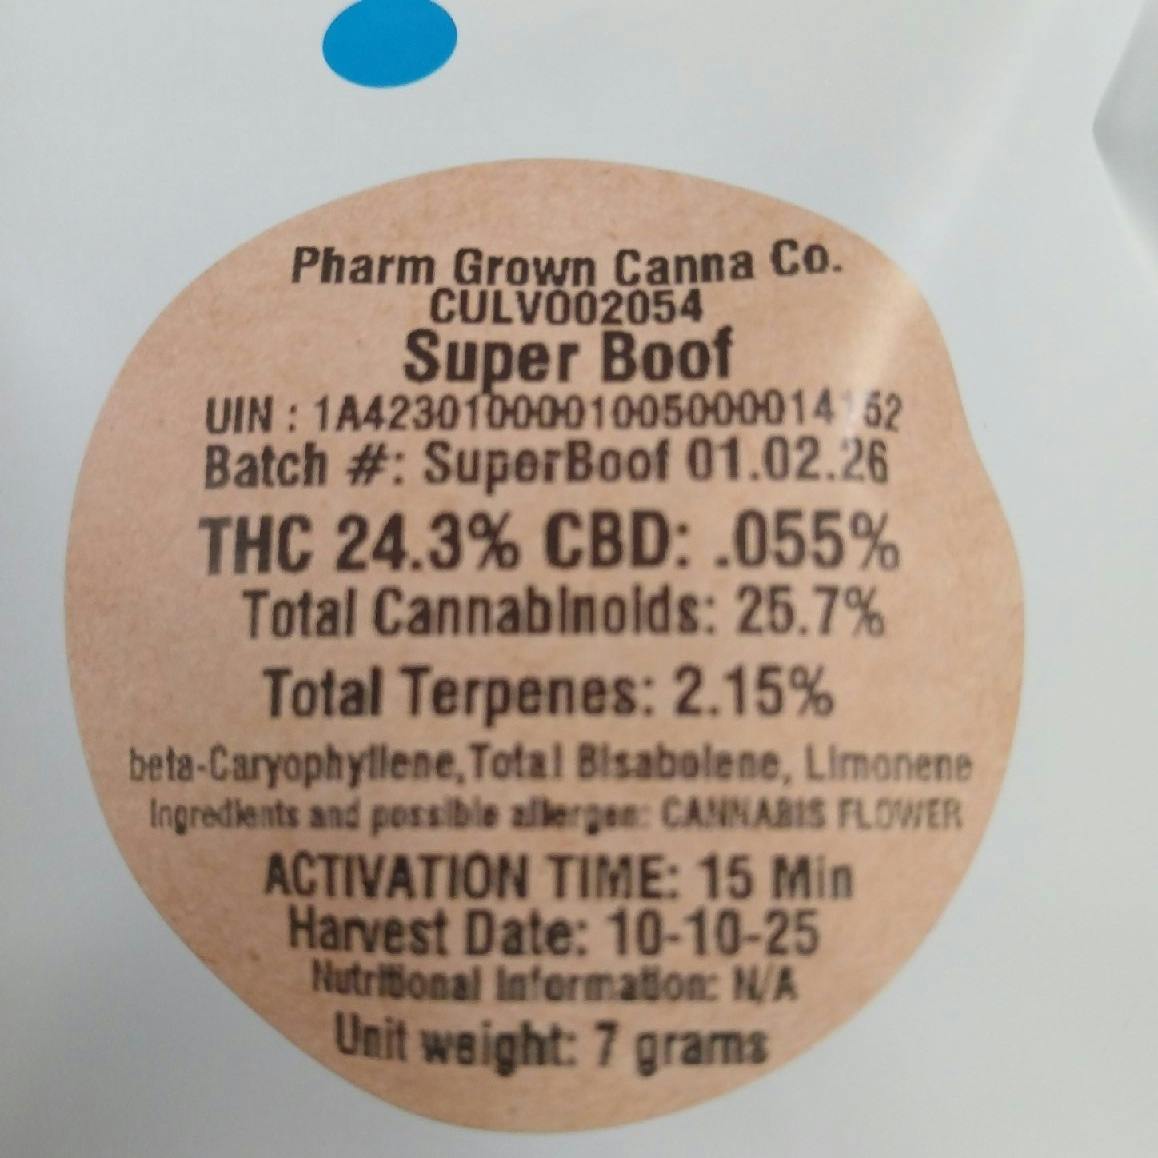 Pharm Grown Canna Co.
CULV002054
Super Boof
UIN :
Batch #: SuperBoof 01.02.26
THC 24.3% CBD: .055%
Total Cannabinoids: 25.7%
Total Terpenes: 2.15%
beta-Caryophyllene,Total Bisabolene, Limonene
Ingredients and possible allergen: CANNABIS FLOWER
ACTIVATION TIME: 15 Min
Harvest Date: 10-10-25
Nutritional Information: N/A
Unit weight: 7 grams